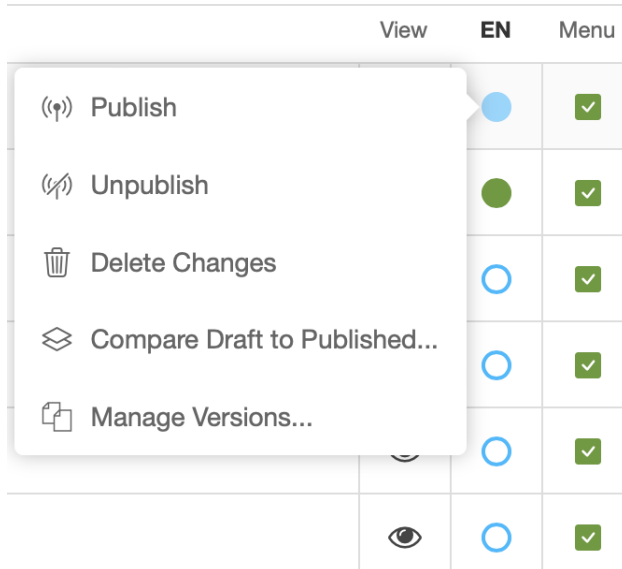 View EN Menu
Publish
Unpublish
Delete Changes
Compare Draft to Published...
Manage Versions...